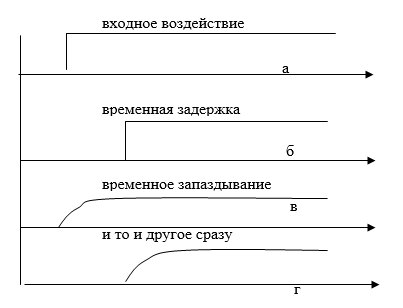 входное воздействие
а
временная задержка
б
временное запаздывание
в
и то и другое сразу
г